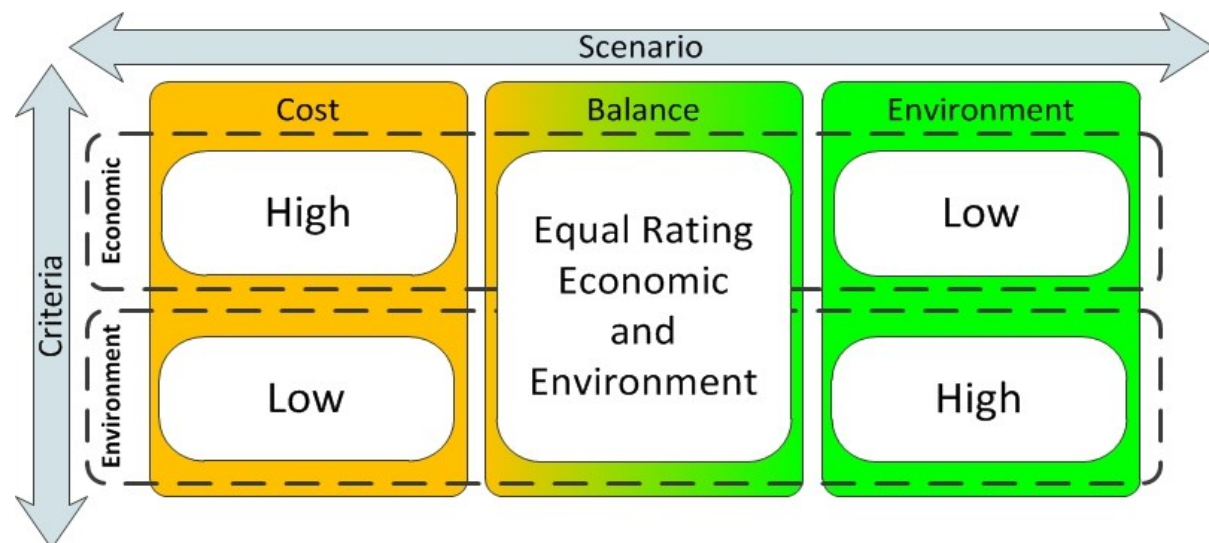 Scenario
Criteria
Cost
Balance
Environment
Economic
High
Equal Rating
Economic
and
Environment
Low
Environment
Low
High